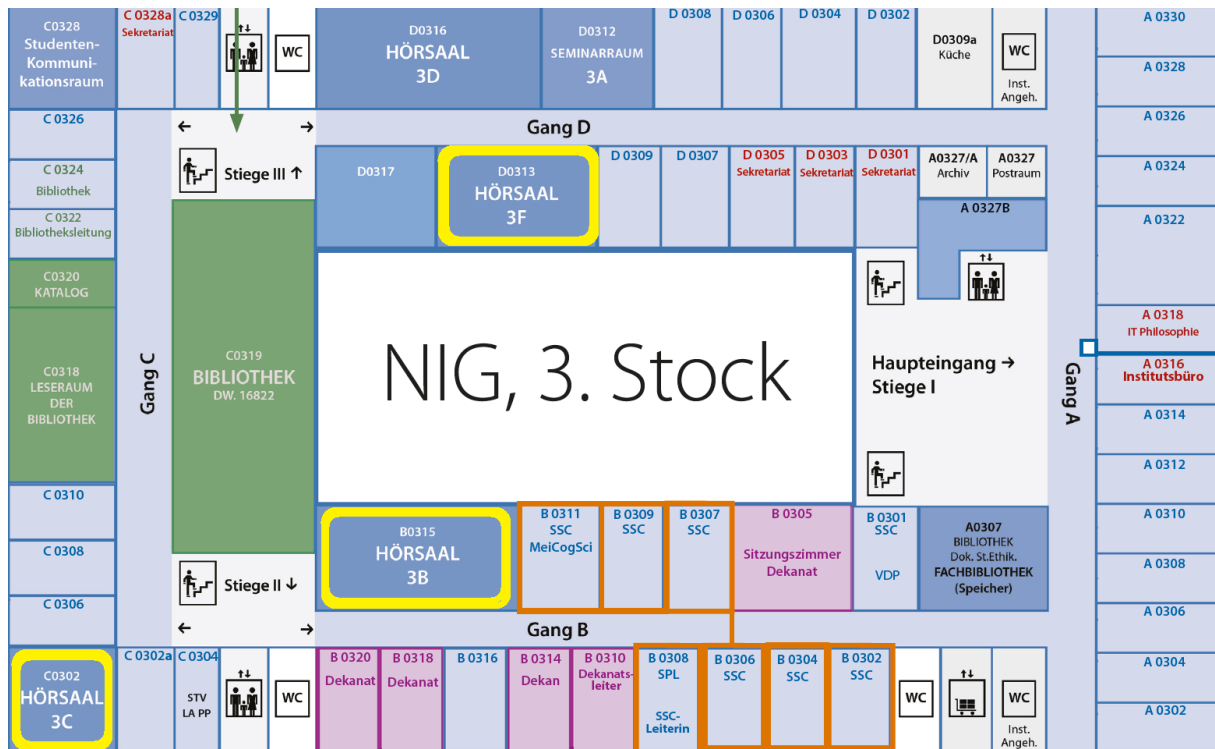 C0328
Studenten-
Kommuni-
kationsraum
C 0328a
Sekretariat
C 0329
WC
D0316
HÖRSAAL
3D
D0312
SEMINARRAUM
3A
D 0308
D 0306
D 0304
D 0302
D0309a
Küche
WC
Inst.
Angeh.
A 0330
A 0328
C 0326
Gang D
A 0326
C 0324
Bibliothek
Stiege III ↑
D0317
D0313
HÖRSAAL
3F
D 0309
D 0307
D 0305
Sekretariat
D 0303
Sekretariat
D 0301
Sekretariat
A0327/A
Archiv
A0327
Postraum
A 0324
C 0322
Bibliotheksleitung
A 0327B
A 0322
C0320
KATALOG
C0318
LESERAUM
DER
BIBLIOTHEK
Gang C
C0319
BIBLIOTHEK
DW. 16822
NIG, 3. Stock
Haupteingang →
Stiege I
Gang A
A 0318
IT Philosophie
A 0316
Institutsbüro
A 0314
A 0312
C 0310
B0315
HÖRSAAL
3B
B 0311
SSC
MeiCogSci
B 0309
SSC
B 0307
SSC
B 0305
Sitzungszimmer
Dekanat
B 0301
SSC
VDP
A0307
BIBLIOTHEK
Dok. St.Ethik.
FACHBIBLIOTHEK
(Speicher)
A 0310
C 0308
Stiege II ↓
A 0308
C 0306
Gang B
A 0306
C0302
HÖRSAAL
3C
C 0302a
C 0304
STV
LA PP
WC
B 0320
Dekanat
B 0318
Dekanat
B 0316
B 0314
Dekan
B 0310
Dekanats-
leiter
B 0308
SPL
SSC-
Leiterin
B 0306
SSC
B 0304
SSC
B 0302
SSC
WC
WC
Inst.
Angeh.
A 0304
A 0302